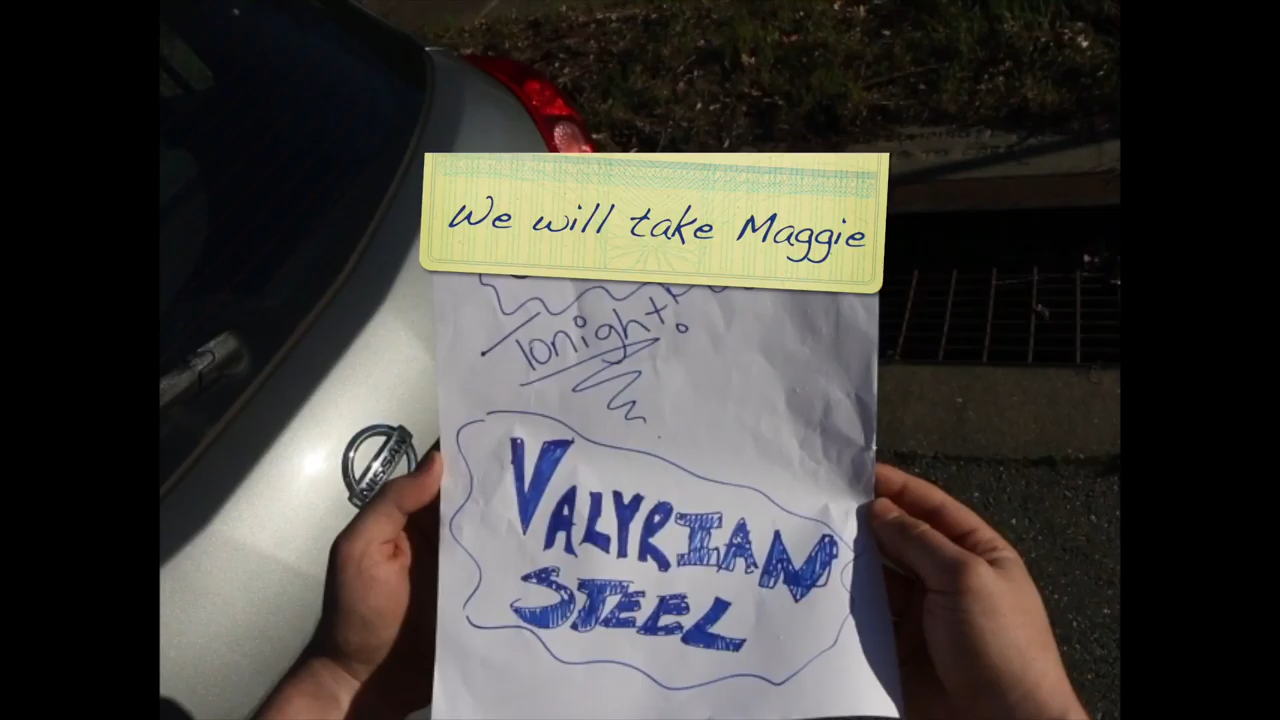 We will take Maggie
Tonight.
NISSAN
VALYRIAN
STEEL